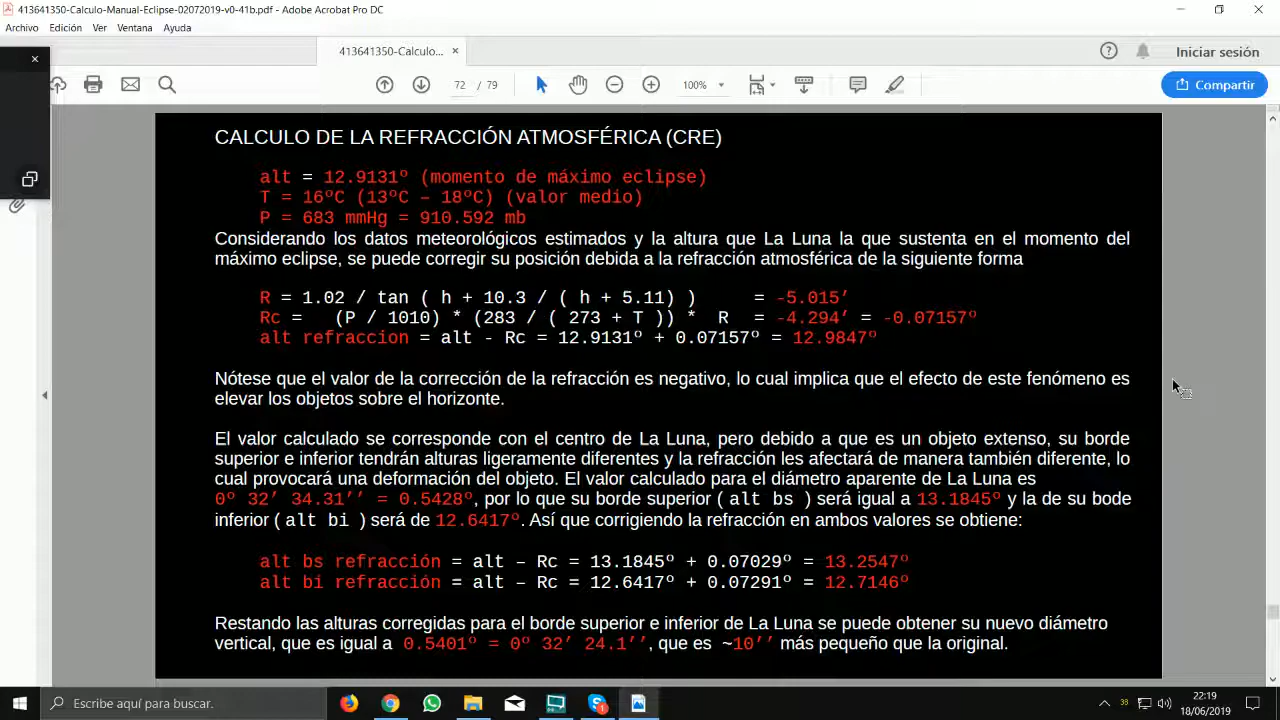 413641350-Calculo-Manual-Eclipse-02072019-v0-41b.pdf - Adobe Acrobat Pro DC
Archivo Edición Ver Ventana Ayuda
413641350-Calculo... ×
Iniciar sesión
72 / 79
100%
Compartir
CALCULO DE LA REFRACCIÓN ATMOSFÉRICA (CRE)
alt = 12.9131º (momento de máximo eclipse)
T = 16ºC (13ºC – 18ºC) (valor medio)
P = 683 mmHg = 910.592 mb
Considerando los datos meteorológicos estimados y la altura que La Luna la que sustenta en el momento del
máximo eclipse, se puede corregir su posición debida a la refracción atmosférica de la siguiente forma
R = 1.02 / tan ( h + 10.3 / ( h + 5.11) ) = -5.015’
Rc = (P / 1010) * (283 / ( 273 + T )) * R = -4.294’ = -0.07157º
alt refraccion = alt - Rc = 12.9131º + 0.07157º = 12.9847º
Nótese que el valor de la corrección de la refracción es negativo, lo cual implica que el efecto de este fenómeno es
elevar los objetos sobre el horizonte.
El valor calculado se corresponde con el centro de La Luna, pero debido a que es un objeto extenso, su borde
superior e inferior tendrán alturas ligeramente diferentes y la refracción les afectará de manera también diferente, lo
cual provocará una deformación del objeto. El valor calculado para el diámetro aparente de La Luna es
0º 32’ 34.31’’ = 0.5428º, por lo que su borde superior ( alt bs ) será igual a 13.1845º y la de su bode
inferior ( alt bi ) será de 12.6417º. Así que corrigiendo la refracción en ambos valores se obtiene:
alt bs refracción = alt – Rc = 13.1845º + 0.07029º = 13.2547º
alt bi refracción = alt – Rc = 12.6417º + 0.07291º = 12.7146º
Restando las alturas corregidas para el borde superior e inferior de La Luna se puede obtener su nuevo diámetro
vertical, que es igual a 0.5401º = 0º 32’ 24.1’’, que es ~10’’ más pequeño que la original.
Escribe aquí para buscar.
38
22:19
18/06/2019